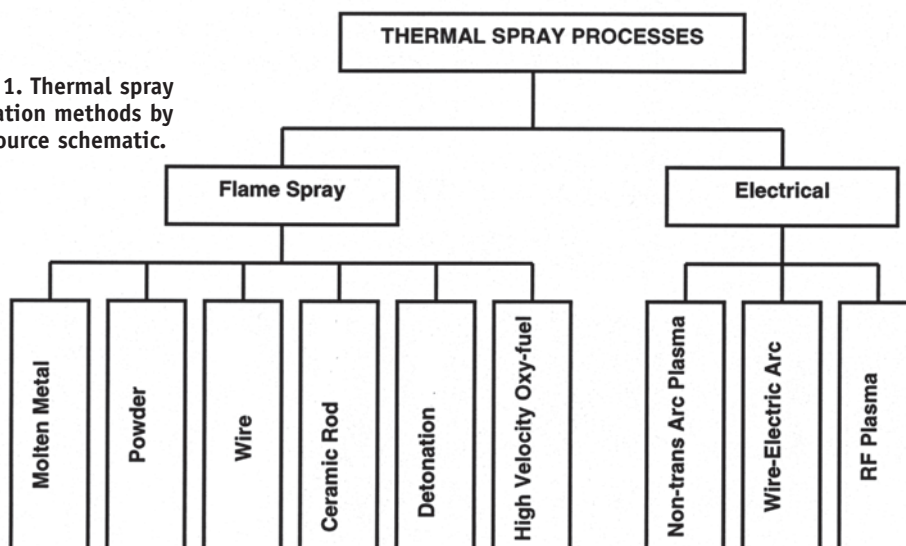 THERMAL SPRAY PROCESSES
1. Thermal spray
ation methods by
ource schematic.
Flame Spray
Electrical
Molten Metal
Powder
Wire
Ceramic Rod
Detonation
High Velocity Oxy-fuel
Non-trans Arc Plasma
Wire-Electric Arc
RF Plasma